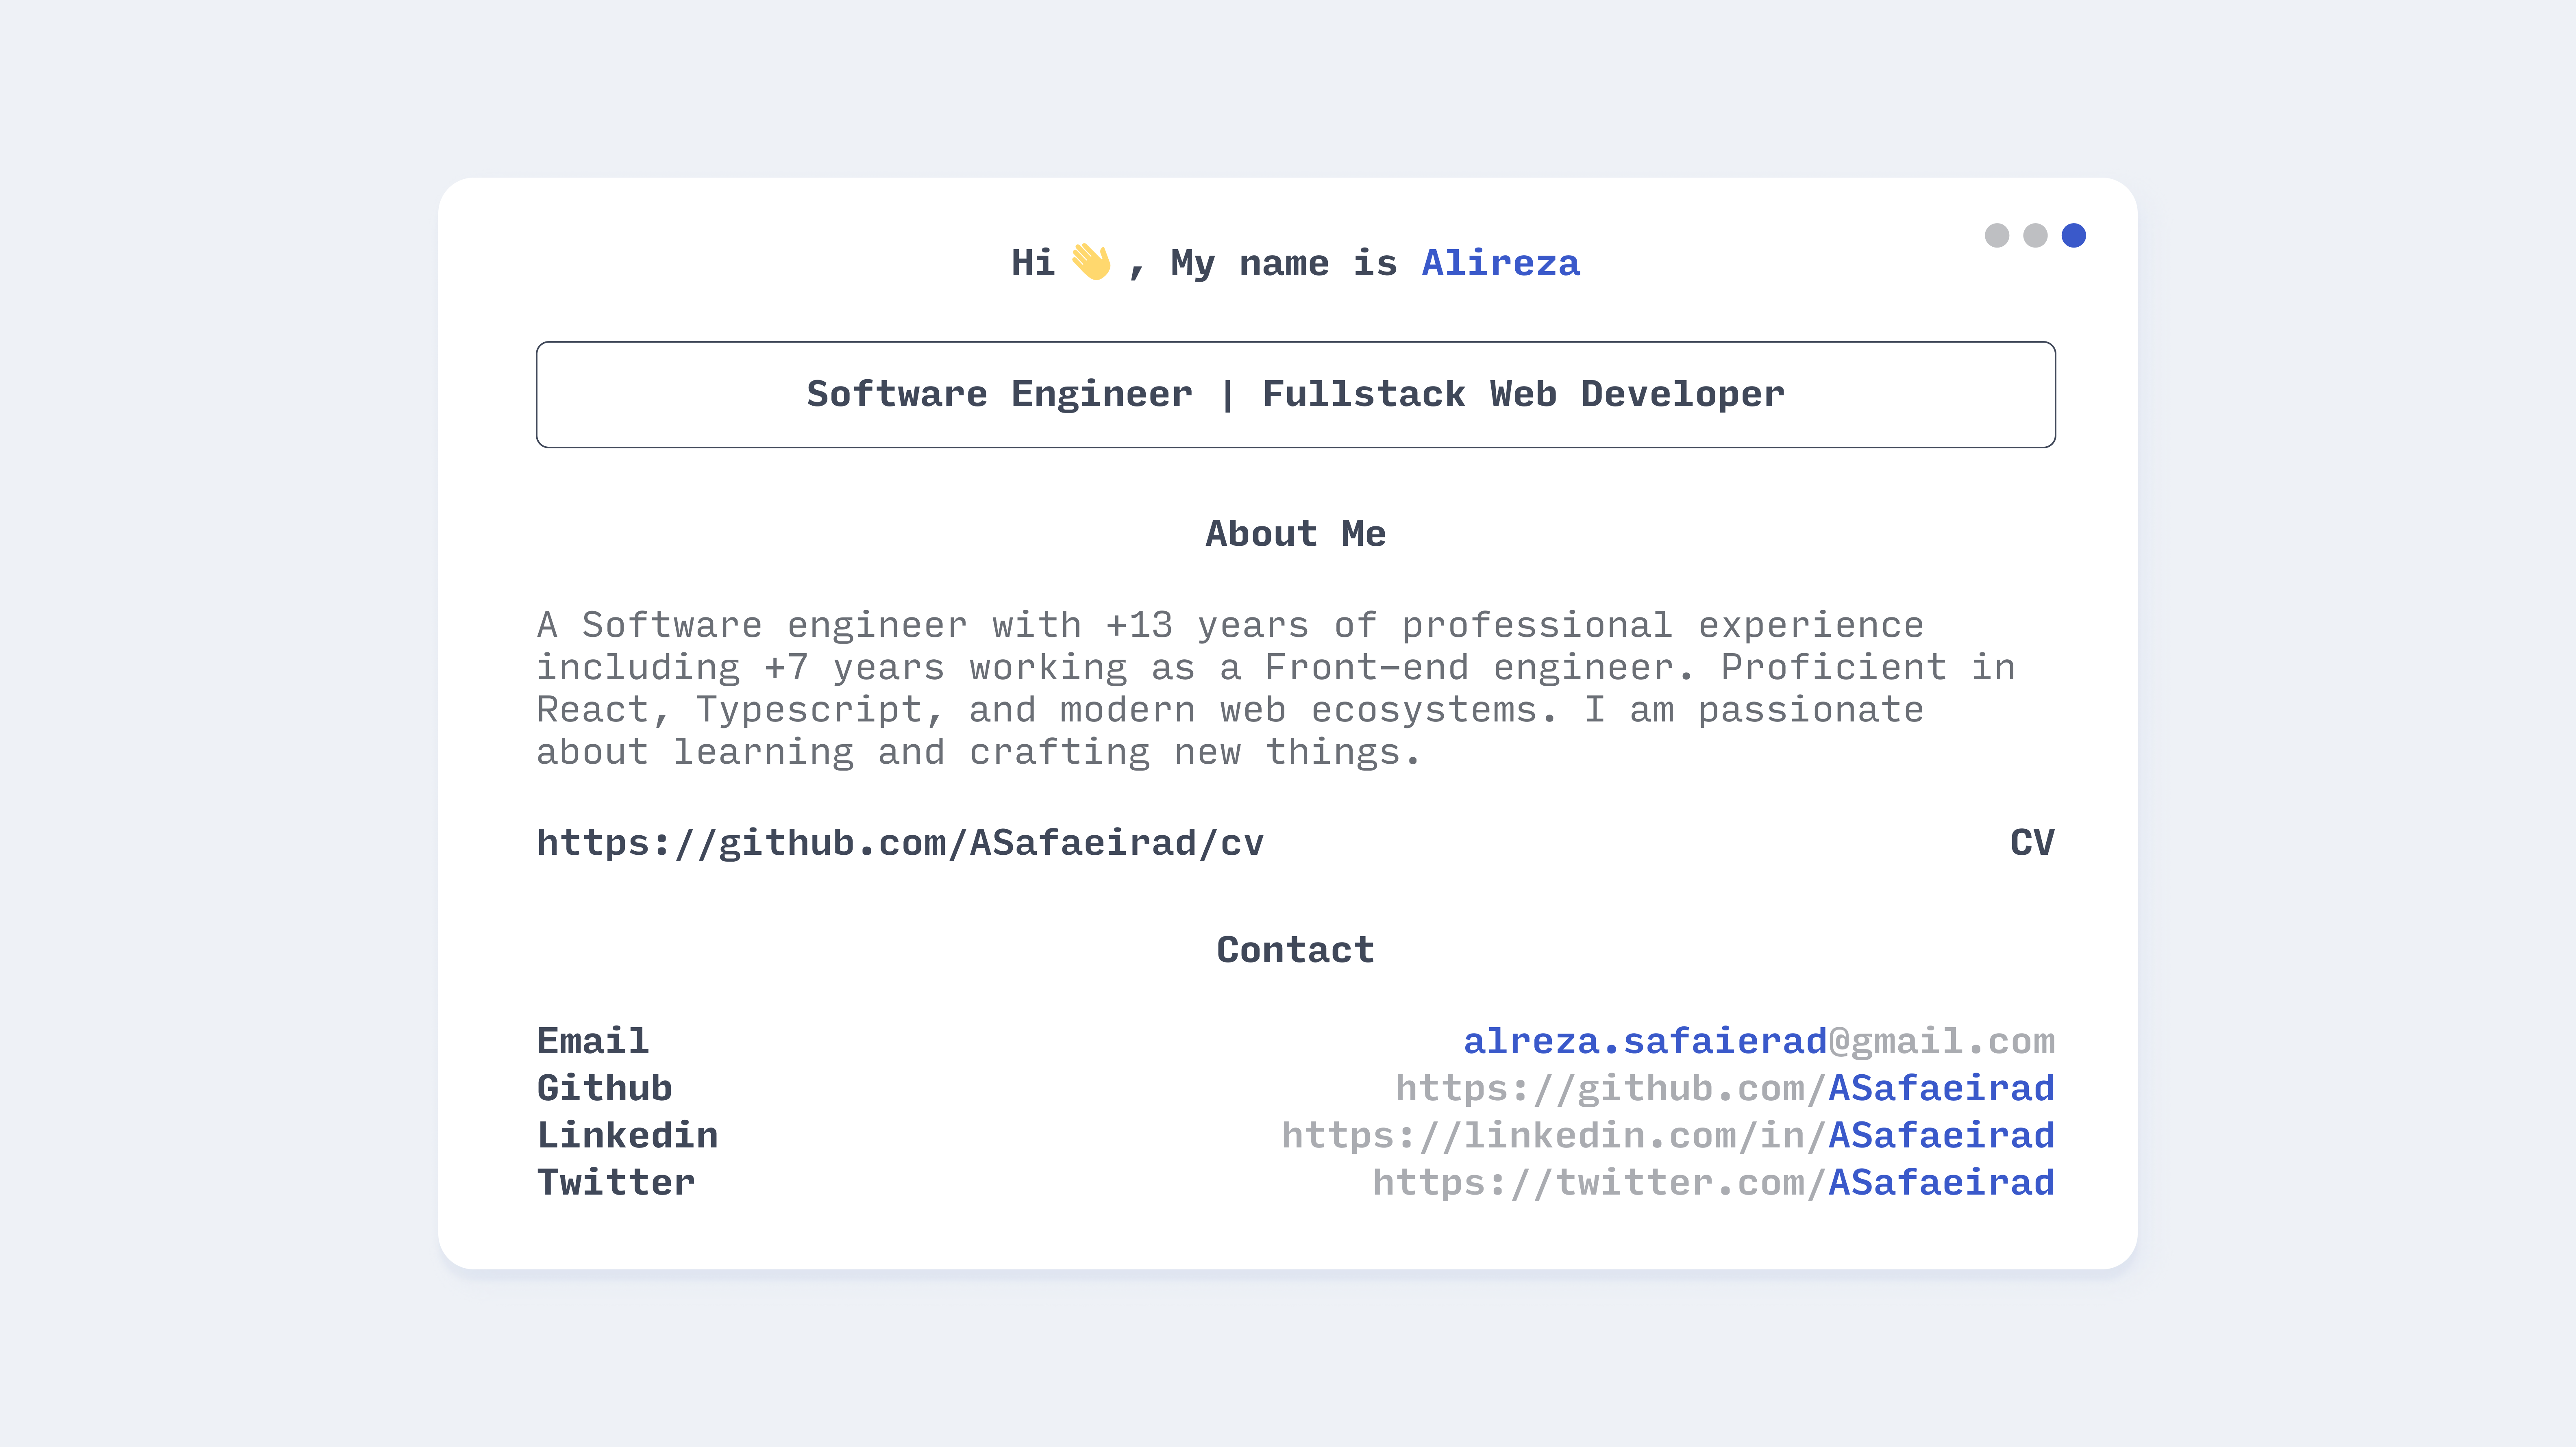 Hi 👋 , My name is Alireza
Software Engineer | Fullstack Web Developer
About Me
A Software engineer with +13 years of professional experience
including +7 years working as a Front-end engineer. Proficient in
React, Typescript, and modern web ecosystems. I am passionate
about learning and crafting new things.
https://github.com/ASafaeirad/cv CV
Contact
Email alreza.safaierad@gmail.com
Github https://github.com/ASafaeirad
Linkedin https://linkedin.com/in/ASafaeirad
Twitter https://twitter.com/ASafaeirad